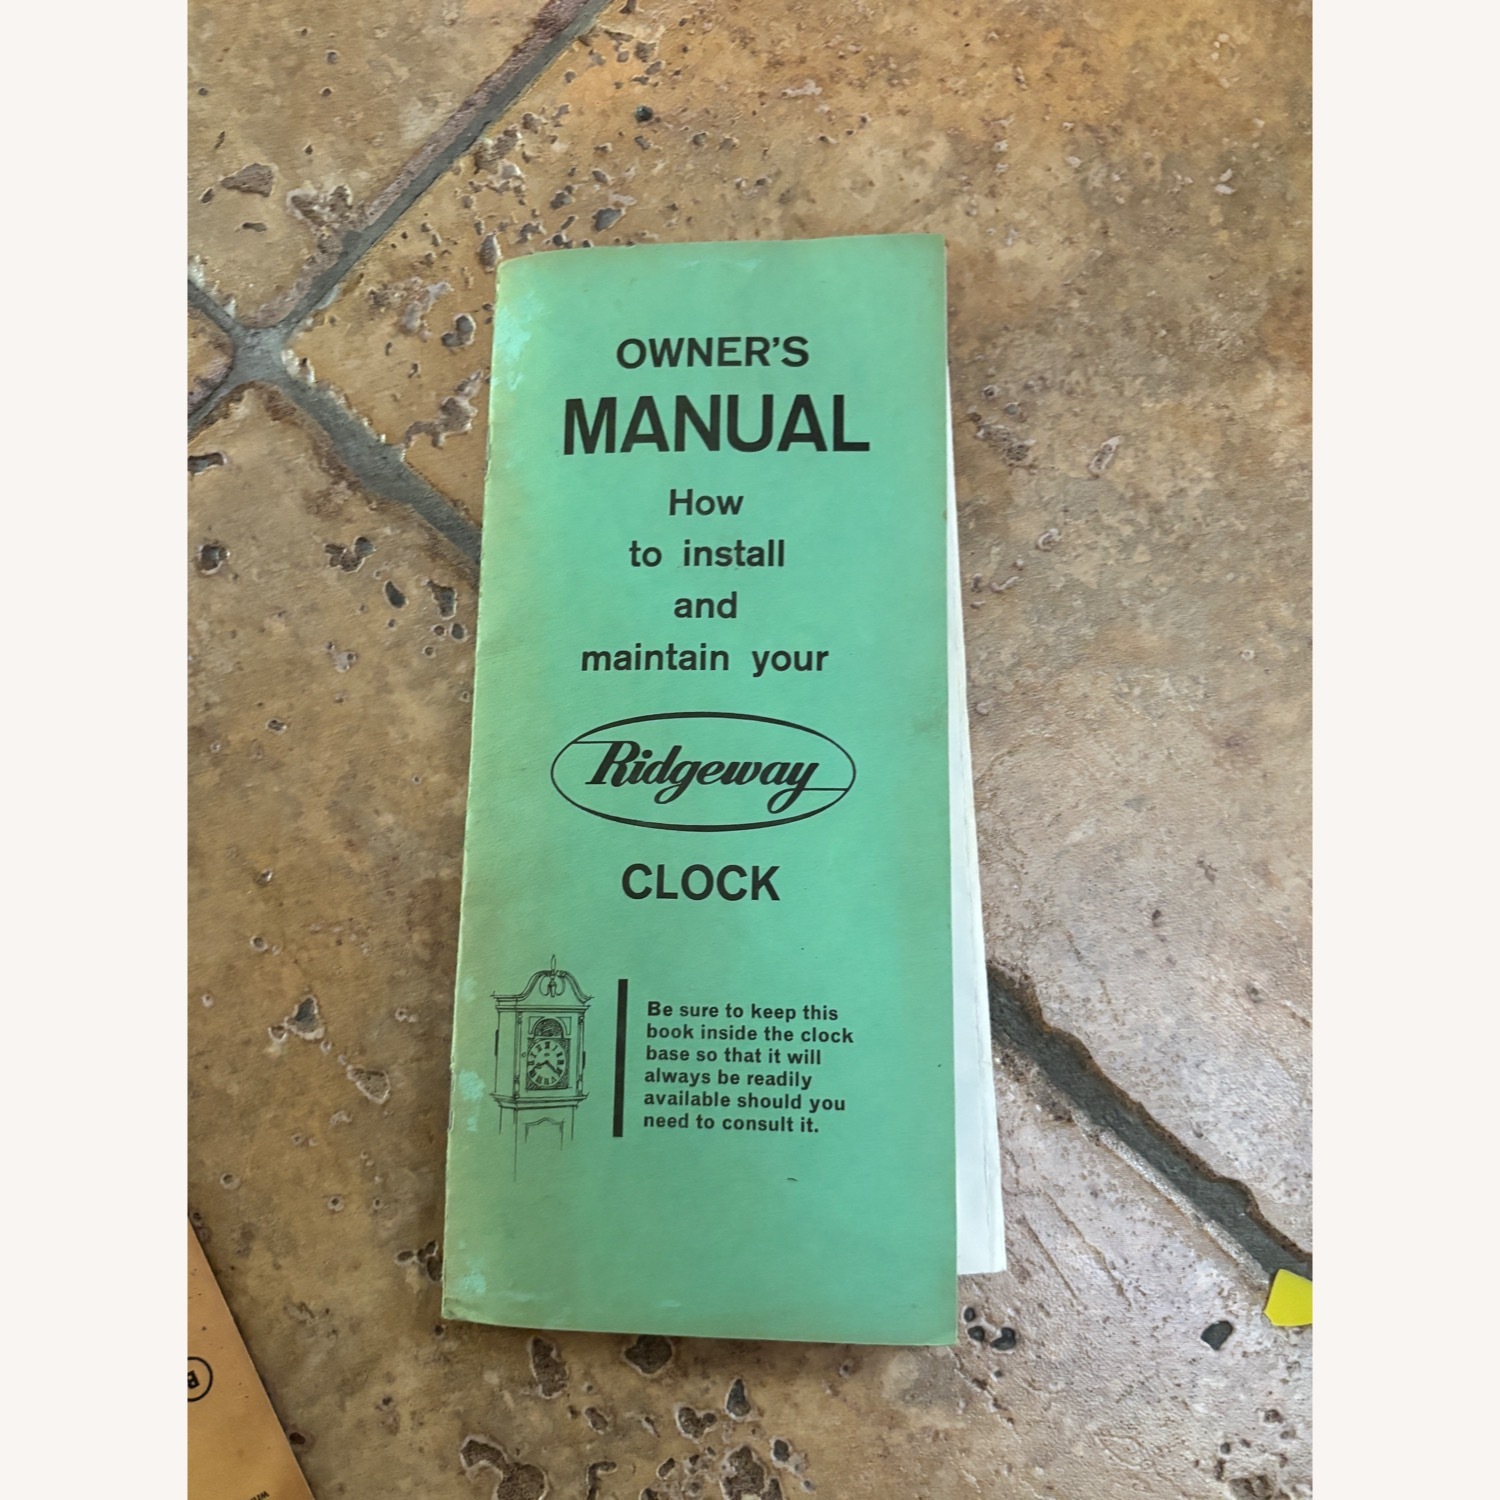 OWNER'S
MANUAL
How
to install
and
maintain your
Ridgeway
CLOCK
Be sure to keep this
book inside the clock
base so that it will
always be readily
available should you
need to consult it.